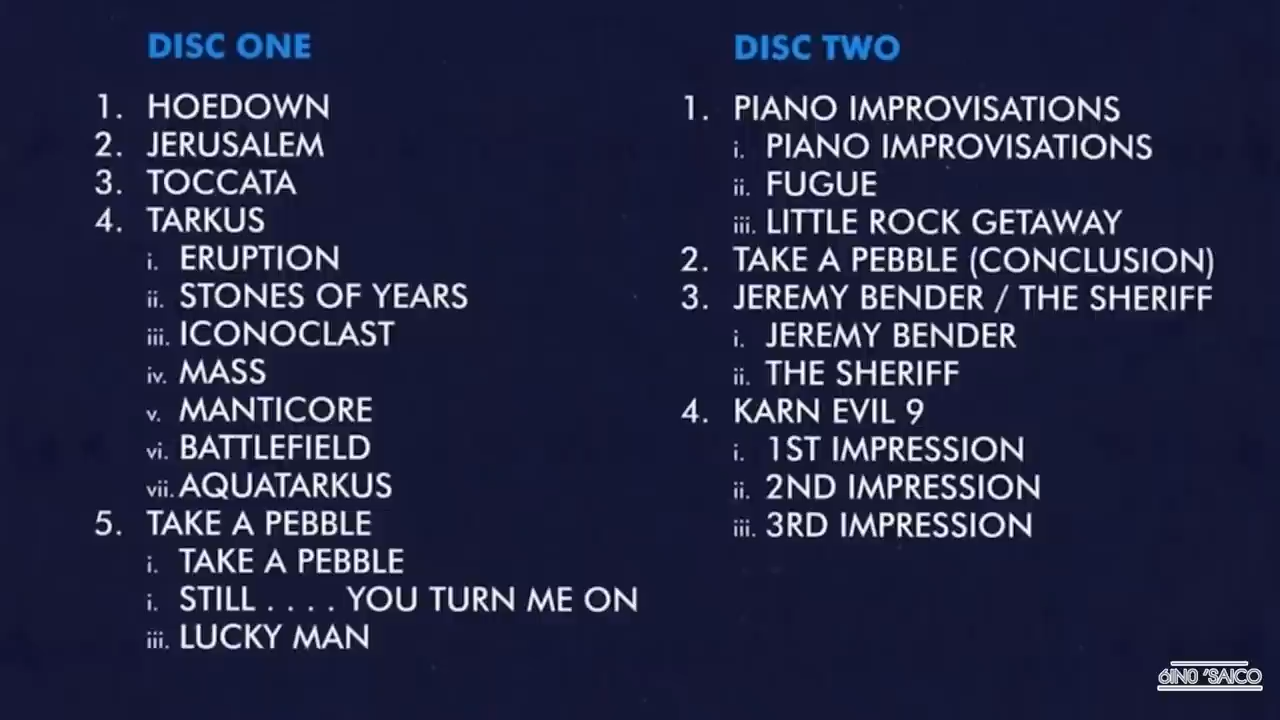 DISC ONE
1. HOEDOWN
2. JERUSALEM
3. TOCCATA
4. TARKUS
i. ERUPTION
ii. STONES OF YEARS
iii. ICONOCLAST
iv. MASS
v. MANTICORE
vi. BATTLEFIELD
vii. AQUATARKUS
5. TAKE A PEBBLE
i. TAKE A PEBBLE
i. STILL . . . . YOU TURN ME ON
iii. LUCKY MAN
DISC TWO
1. PIANO IMPROVISATIONS
i. PIANO IMPROVISATIONS
ii. FUGUE
iii. LITTLE ROCK GETAWAY
2. TAKE A PEBBLE (CONCLUSION)
3. JEREMY BENDER / THE SHERIFF
i. JEREMY BENDER
ii. THE SHERIFF
4. KARN EVIL 9
i. 1ST IMPRESSION
ii. 2ND IMPRESSION
iii. 3RD IMPRESSION
6IN0 'SAICO